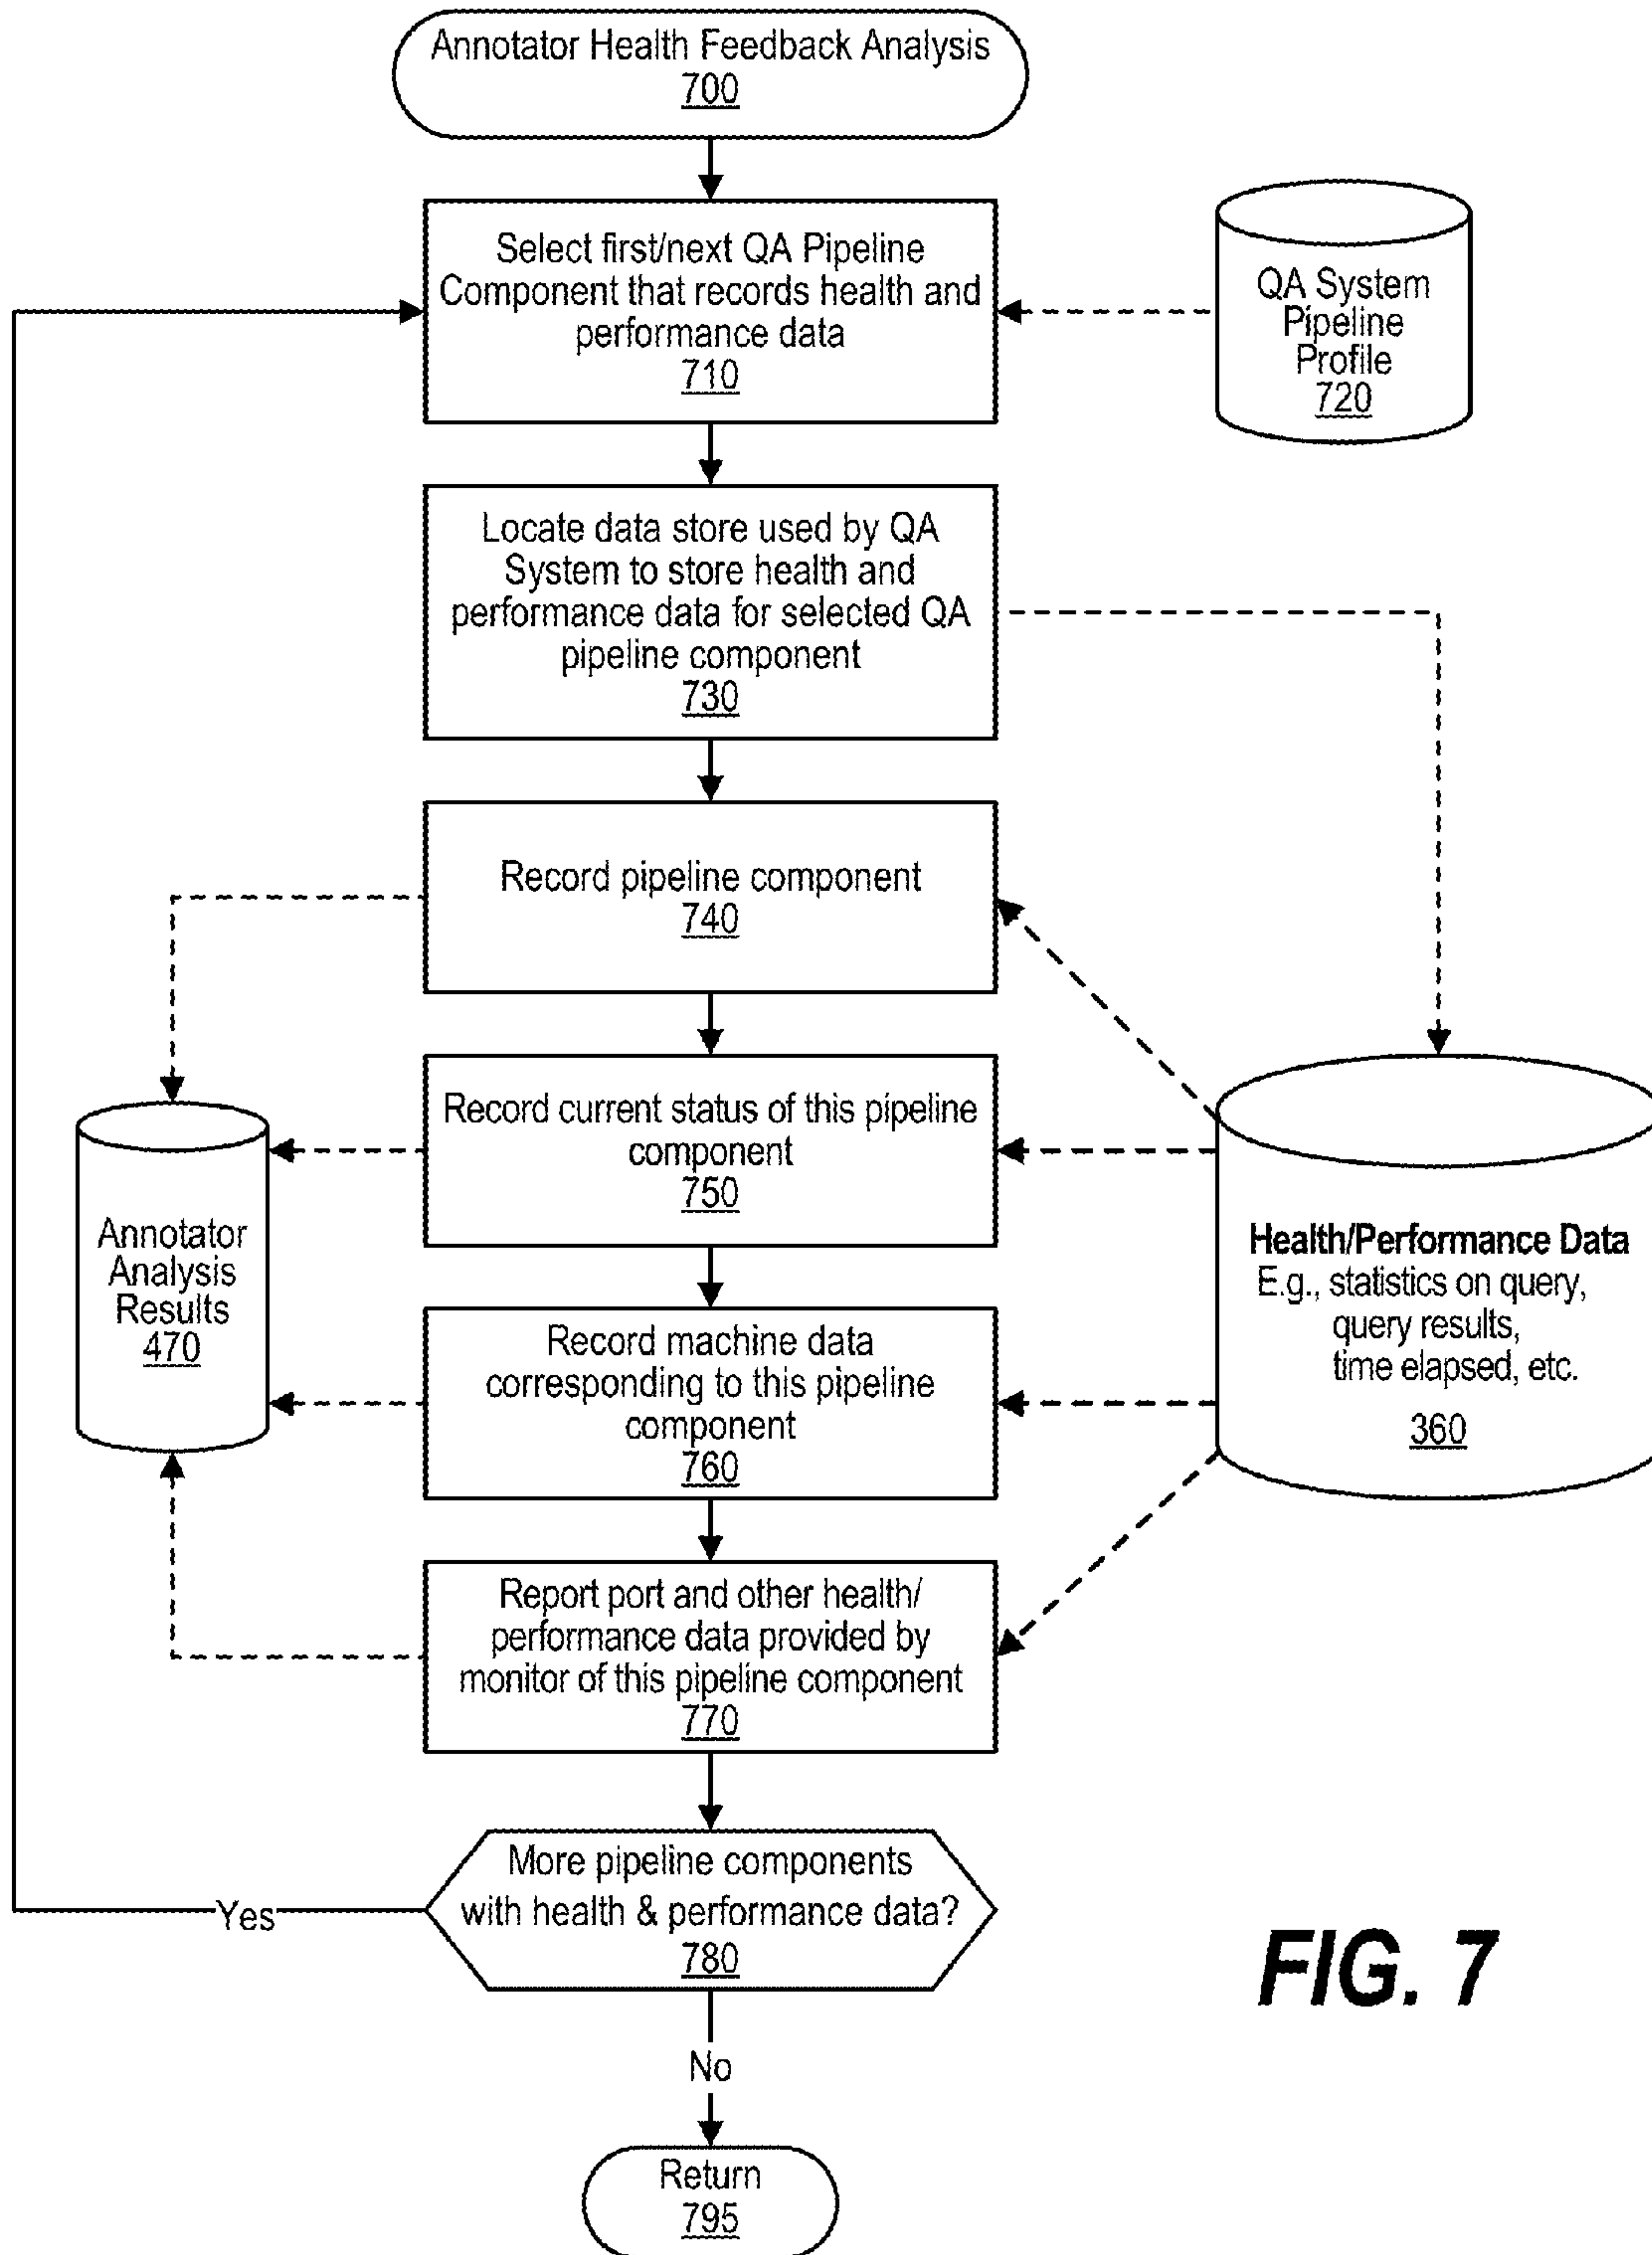 Annotator Health Feedback Analysis
700
Select first/next QA Pipeline
Component that records health and
performance data
710
QA System
Pipeline
Profile
720
Locate data store used by QA
System to store health and
performance data for selected QA
pipeline component
730
Record pipeline component
740
Record current status of this pipeline
component
750
Annotator
Analysis
Results
470
Health/Performance Data
E.g., statistics on query,
query results,
time elapsed, etc.
360
Record machine data
corresponding to this pipeline
component
760
Report port and other health/
performance data provided by
monitor of this pipeline component
770
More pipeline components
with health & performance data?
780
Yes
No
Return
795
FIG. 7